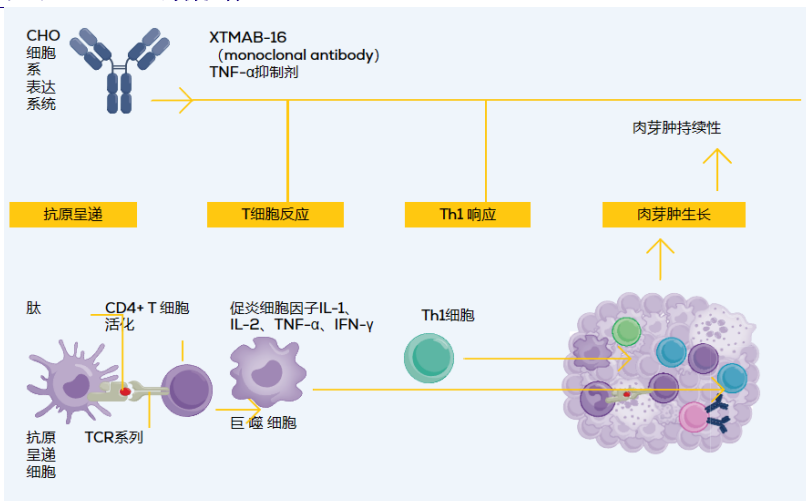 CHO
细胞
系
表达
系统
XTMAB-16
（monoclonal antibody）
TNF-α抑制剂
肉芽肿持续性
抗原呈递
T细胞反应
Th1 响应
肉芽肿生长
肽
CD4+ T 细胞
活化
促炎细胞因子IL-1、
IL-2、TNF-α、IFN-γ
Th1细胞
抗原
呈递
细胞
TCR系列
巨 噬 细胞